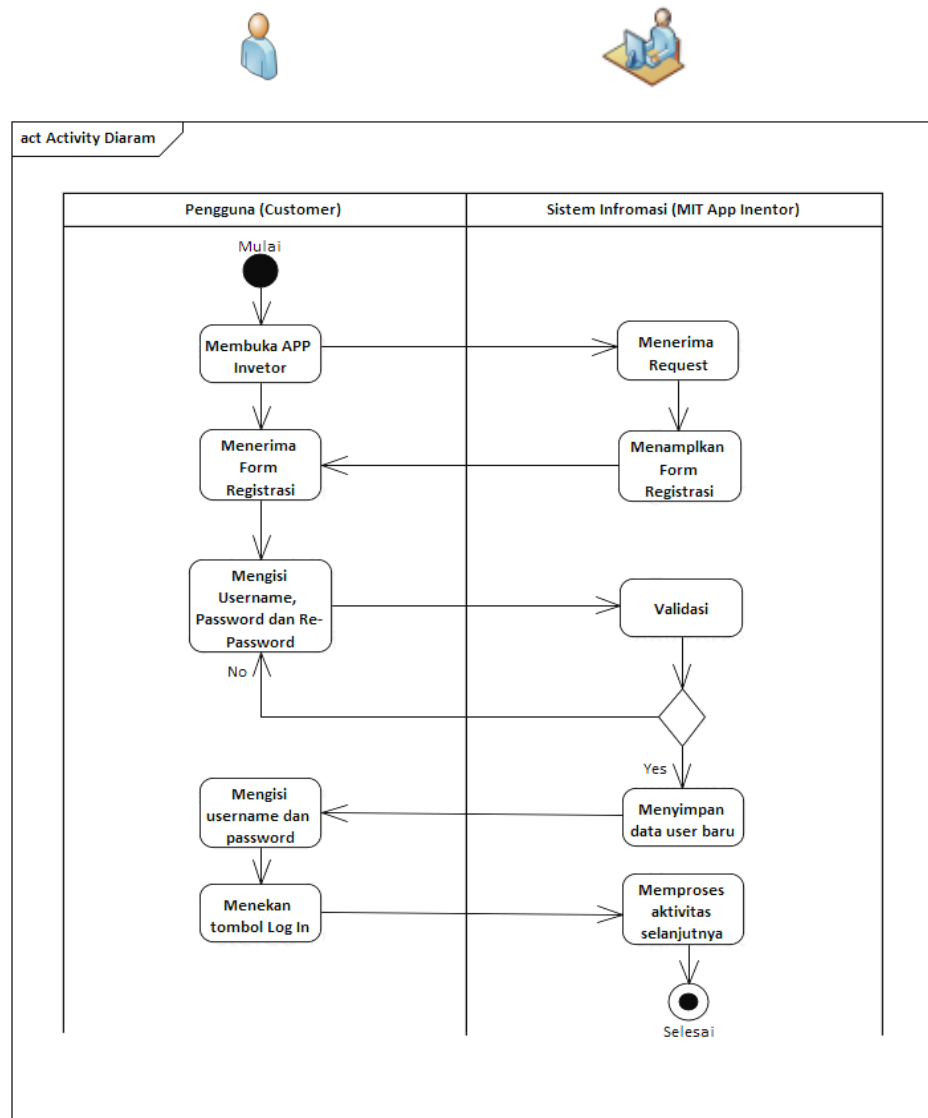 act Activity Diaram
Pengguna (Customer)
Sistem Infromasi (MIT App Inentor)
Mulai
Membuka APP
Invetor
Menerima
Request
Menerima
Form
Registrasi
Menamplkan
Form
Registrasi
Mengisi
Username,
Password dan Re-
Password
Validasi
No
Yes
Mengisi
username dan
password
Menyimpan
data user baru
Menekan
tombol Log In
Memproses
aktivitas
selanjutnya
Selesai